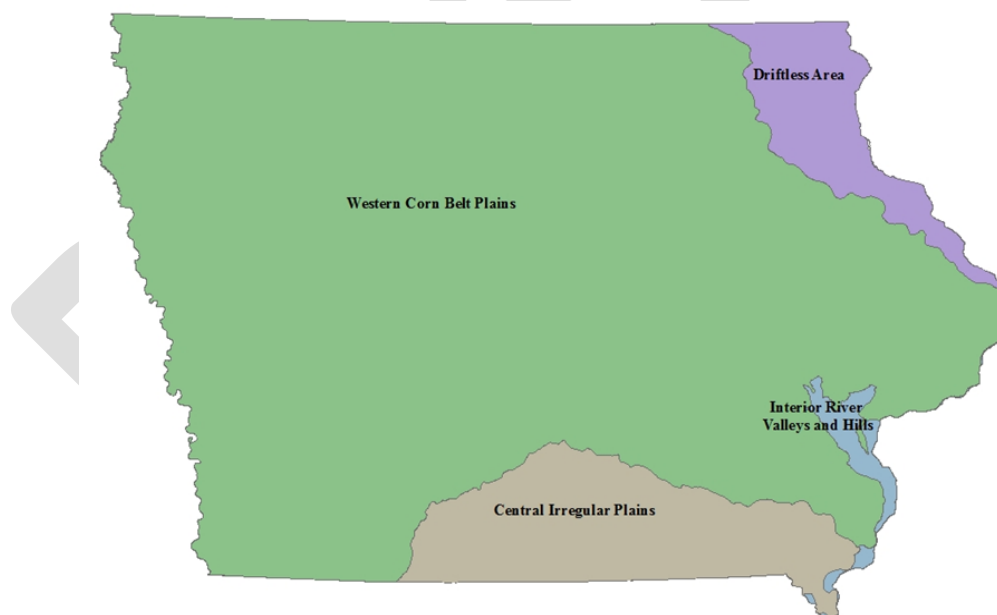 Driftless Area
Western Corn Belt Plains
Interior River
Valleys and Hills
Central Irregular Plains